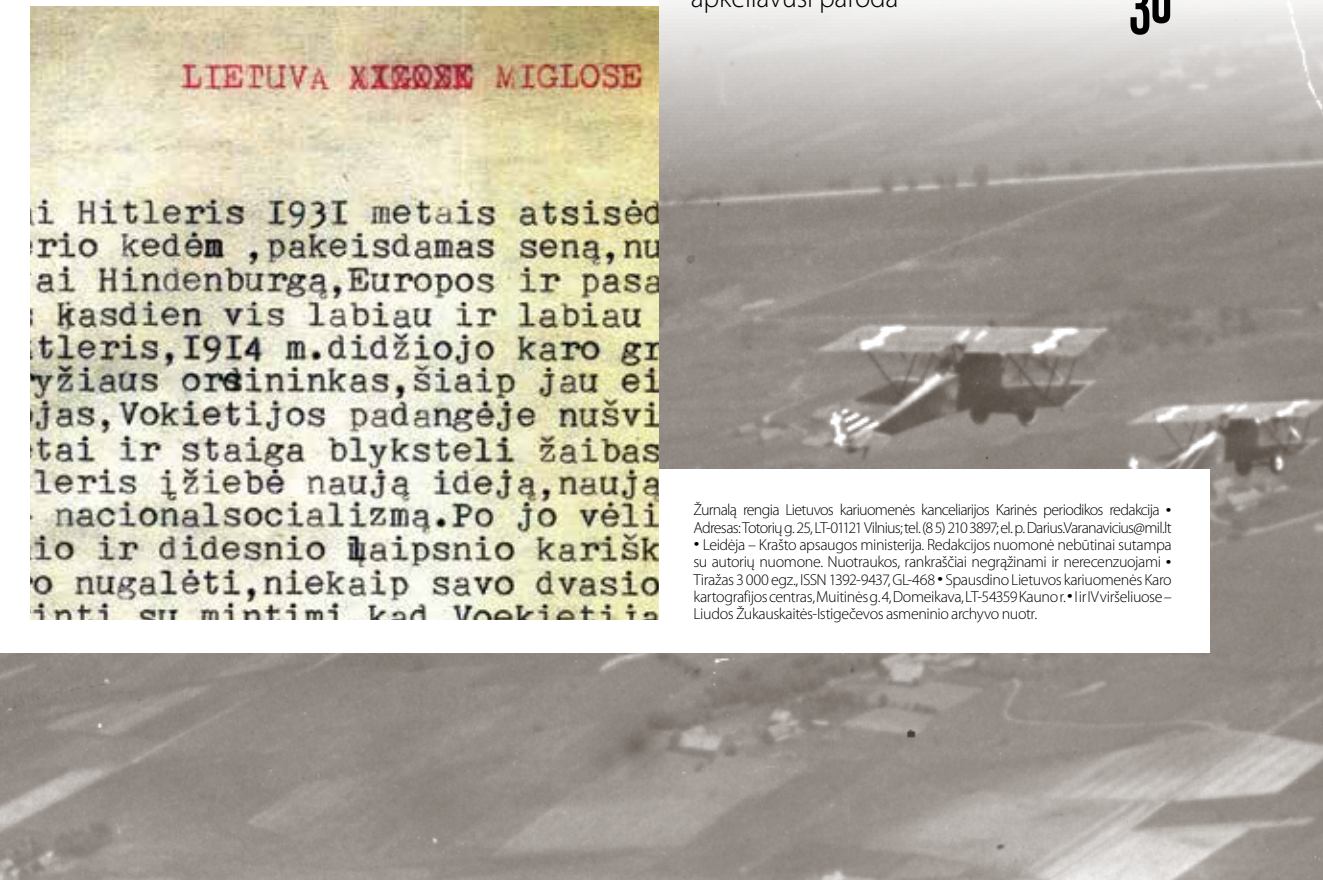 apkeliavusi paroda
30
LIETUVA MIGLOSE
i Hitleris I93I metais atsisėd
rio kedėm ,pakeisdamas seną,nu
ai Hindenburgą,Europos ir pasa
kasdien vis labiau ir labiau
tleris,I9I4 m.didžiojo karo gr
yžiaus ordininkas,šiaip jau ei
jas,Vokietijos padangėje nušvi
tai ir staiga blyksteli žaibas
leris įžiebė naują idėją,naują
nacionalsocializmą.Po jo vėli
io ir didesnio laipsnio karišk
o nugalėti,niekaip savo dvasio
inti su mintimi kad Voekietija
Žurnalą rengia Lietuvos kariuomenės kanceliarijos Karinės periodikos redakcija •
Adresas: Totorių g. 25, LT-01121 Vilnius; tel. (8 5) 210 3897; el. p. Darius.Varanavicius@mil.lt
• Leidėja – Krašto apsaugos ministerija. Redakcijos nuomonė nebūtinai sutampa
su autorių nuomone. Nuotraukos, rankraščiai negrąžinami ir nerecenzuojami •
Tiražas 3 000 egz., ISSN 1392-9437, GL-468 • Spausdino Lietuvos kariuomenės Karo
kartografijos centras, Muitinės g. 4, Domeikava, LT-54359 Kauno r. • I ir IV viršeliuose –
Liudos Žukauskaitės-Istigečevos asmeninio archyvo nuotr.